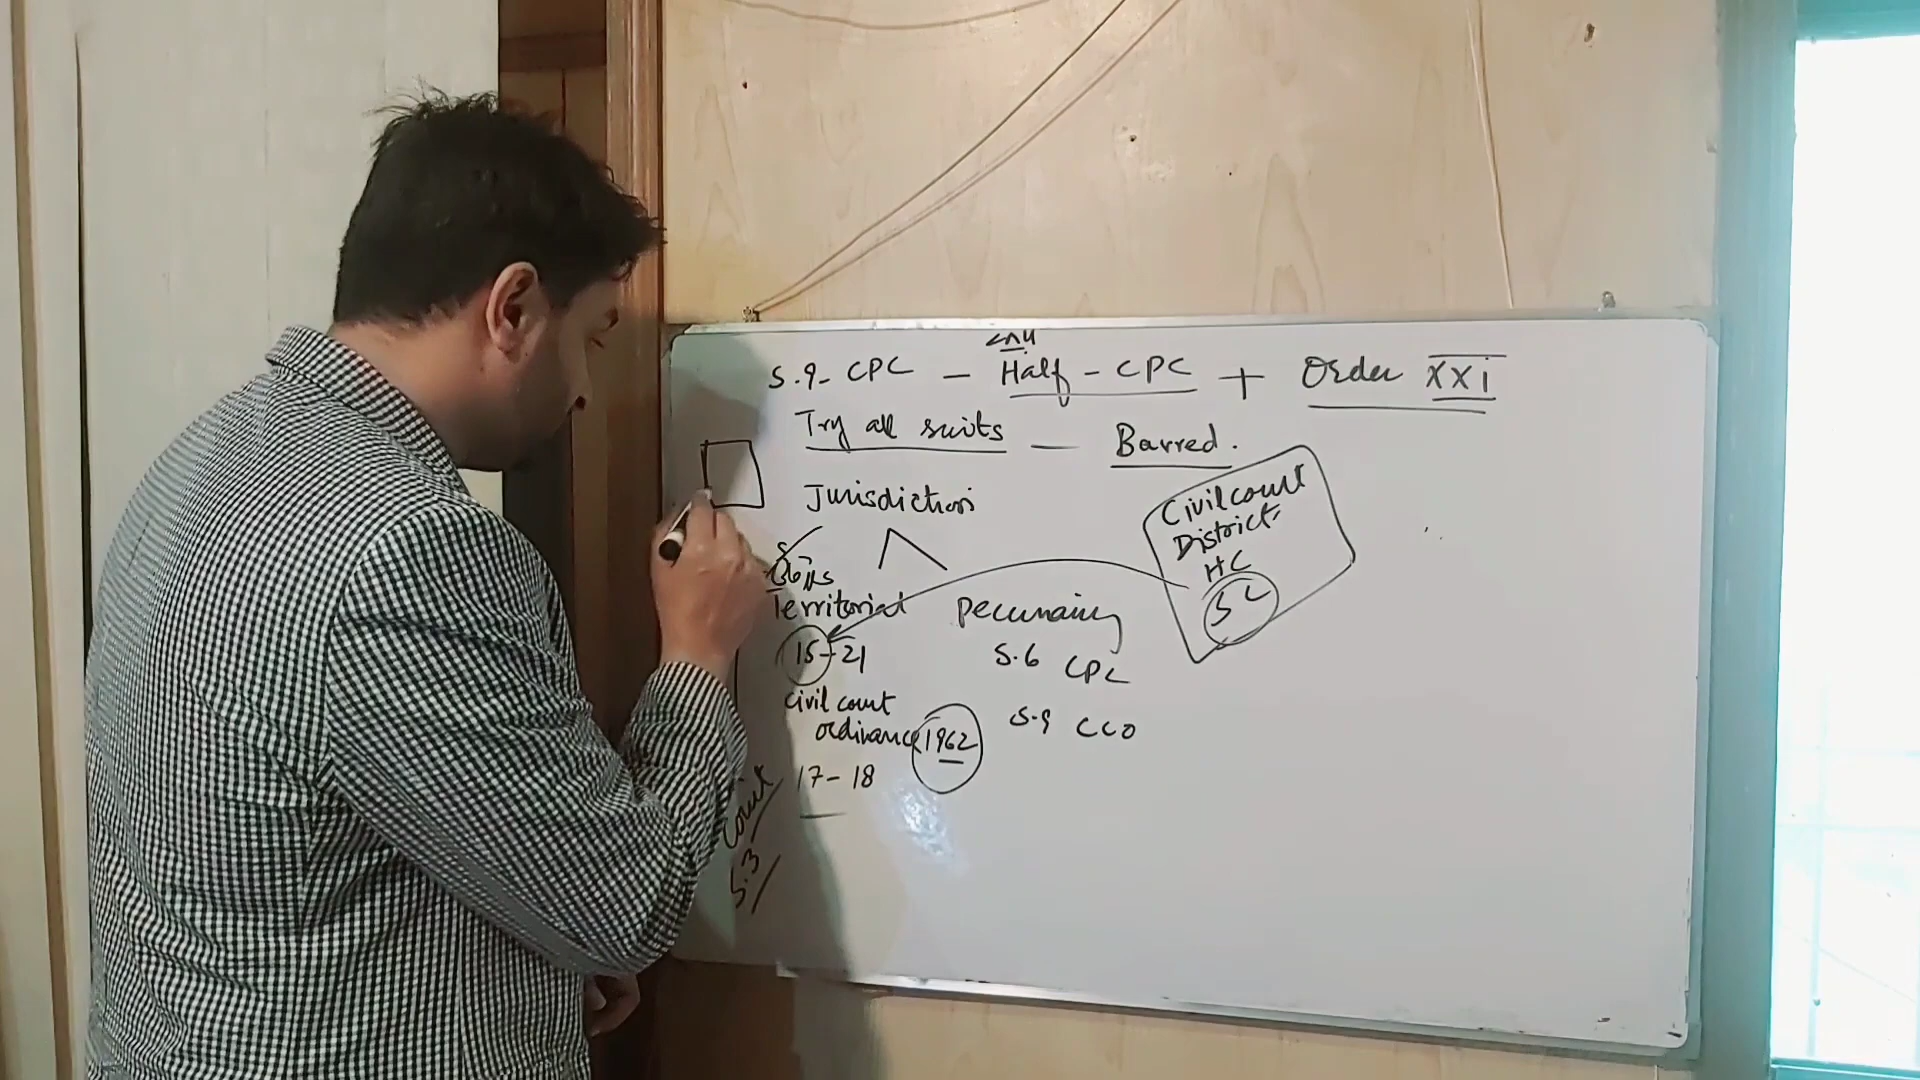 S.9- CPC — Half - CPC + Order XXI
Try all suits — Barred.
Jurisdiction
Civil court
District
HC
SC
Territorial
Pecuniary
15-21
S.6 CPC
Civil court
ordinance 1962
S.9 CCO
17-18
Court
S.3